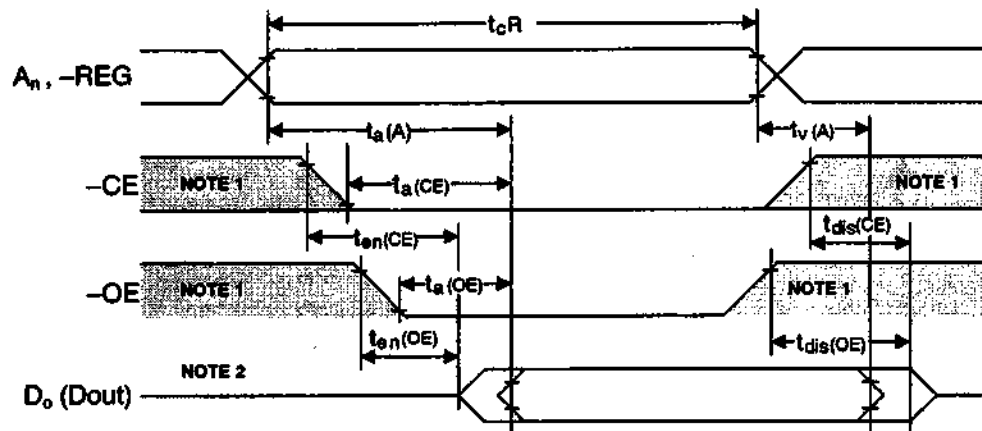 tcR
An, –REG
ta(A)
tv(A)
–CE
NOTE 1
ta(CE)
NOTE 1
ten(CE)
tdis(CE)
–OE
NOTE 1
ta(OE)
NOTE 1
ten(OE)
tdis(OE)
NOTE 2
Do (Dout)